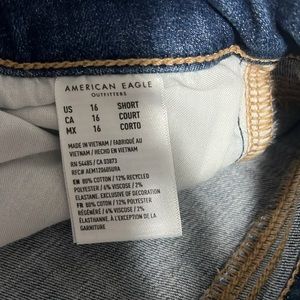 AMERICAN EAGLE
OUTFITTERS
US 16 SHORT
CA 16 COURT
MX 16 CORTO
MADE IN VIETNAM / FABRIQUÉ AU
VIETNAM / HECHO EN VIETNAM
RN 54485 / CA 03873
RFC# AEM1206058W4
EN 80% COTTON / 12% RECYCLED
POLYESTER / 6% VISCOSE / 2%
ELASTANE. EXCLUSIVE OF DECORATION
FR 80% COTON / 12% POLYESTER
RÉGÉNÉRÉ / 6% VISCOSE / 2%
ÉLASTHANNE. À L'EXCEPTION DE LA
GARNITURE